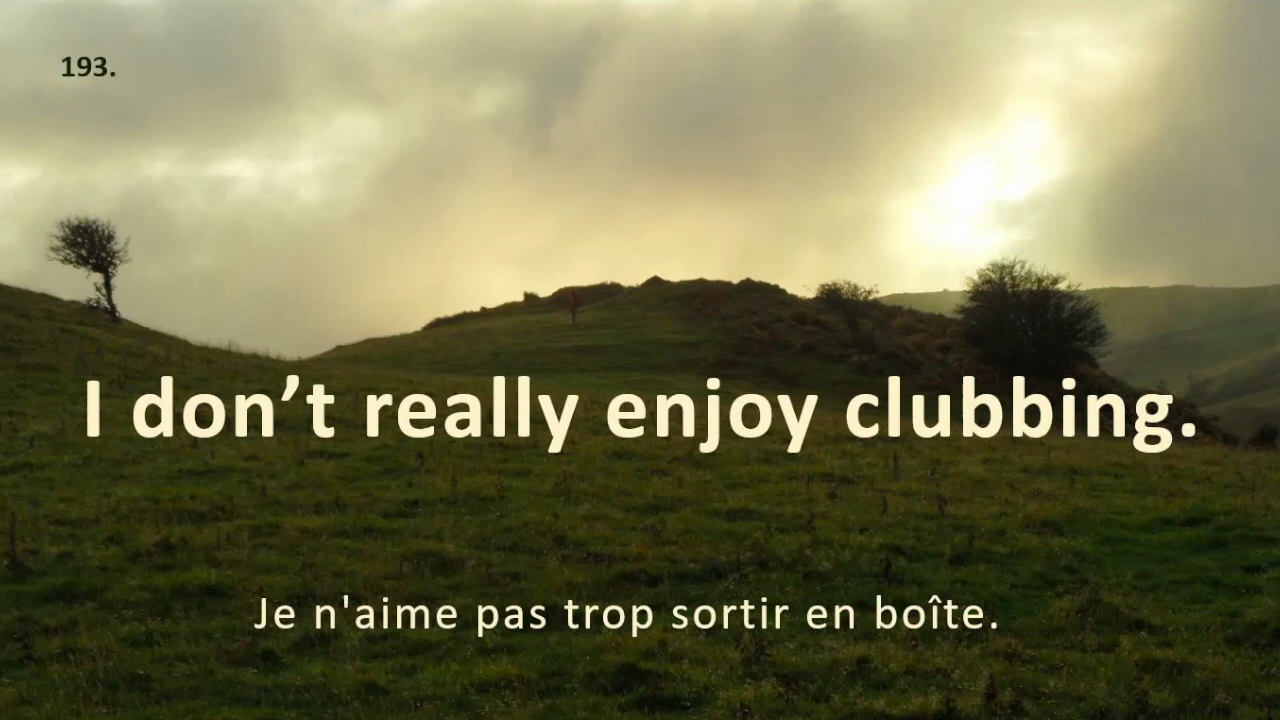 193.
I don’t really enjoy clubbing.
Je n'aime pas trop sortir en boîte.